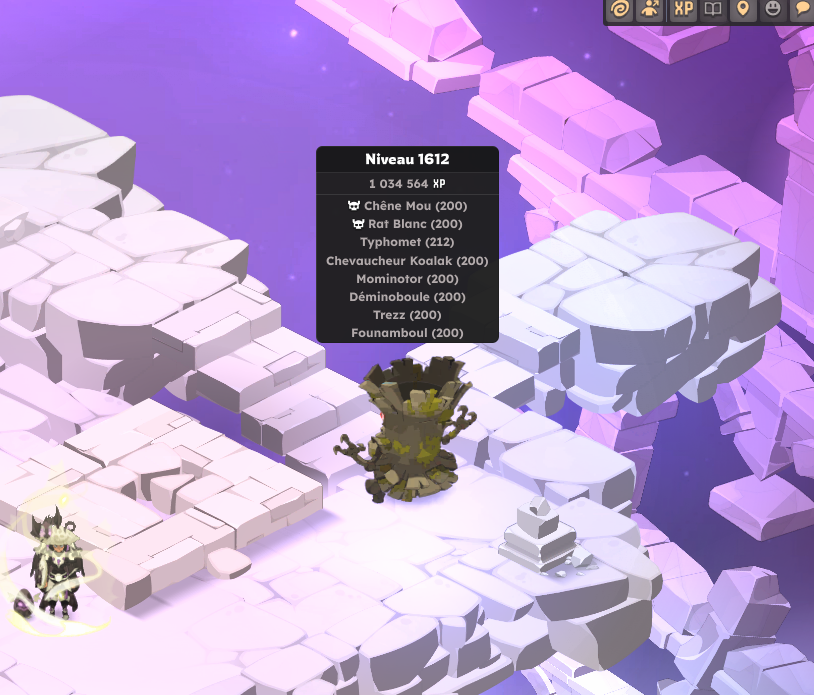 XP
Niveau 1612
1 034 564 XP
Chêne Mou (200)
Rat Blanc (200)
Typhomet (212)
Chevaucheur Koalak (200)
Mominotor (200)
Déminoboule (200)
Trezz (200)
Founamboul (200)